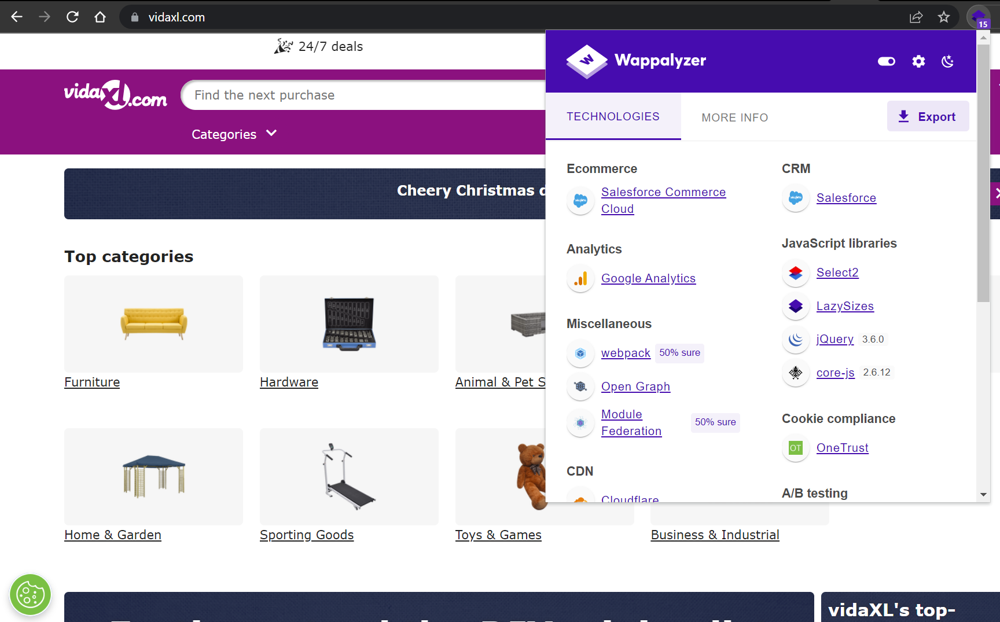 vidaxl.com
15
24/7 deals
vidaXL.com
Find the next purchase
Categories
Cheery Christmas
Top categories
Furniture
Hardware
Animal & Pet S
Home & Garden
Sporting Goods
Toys & Games
Business & Industrial
vidaXL's top-
W
Wappalyzer
TECHNOLOGIES
MORE INFO
Export
Ecommerce
Salesforce Commerce
Cloud
Analytics
Google Analytics
Miscellaneous
webpack 50% sure
Open Graph
Module
Federation
50% sure
CDN
Cloudflare
CRM
Salesforce
JavaScript libraries
Select2
LazySizes
jQuery 3.6.0
core-js 2.6.12
Cookie compliance
OT
OneTrust
A/B testing